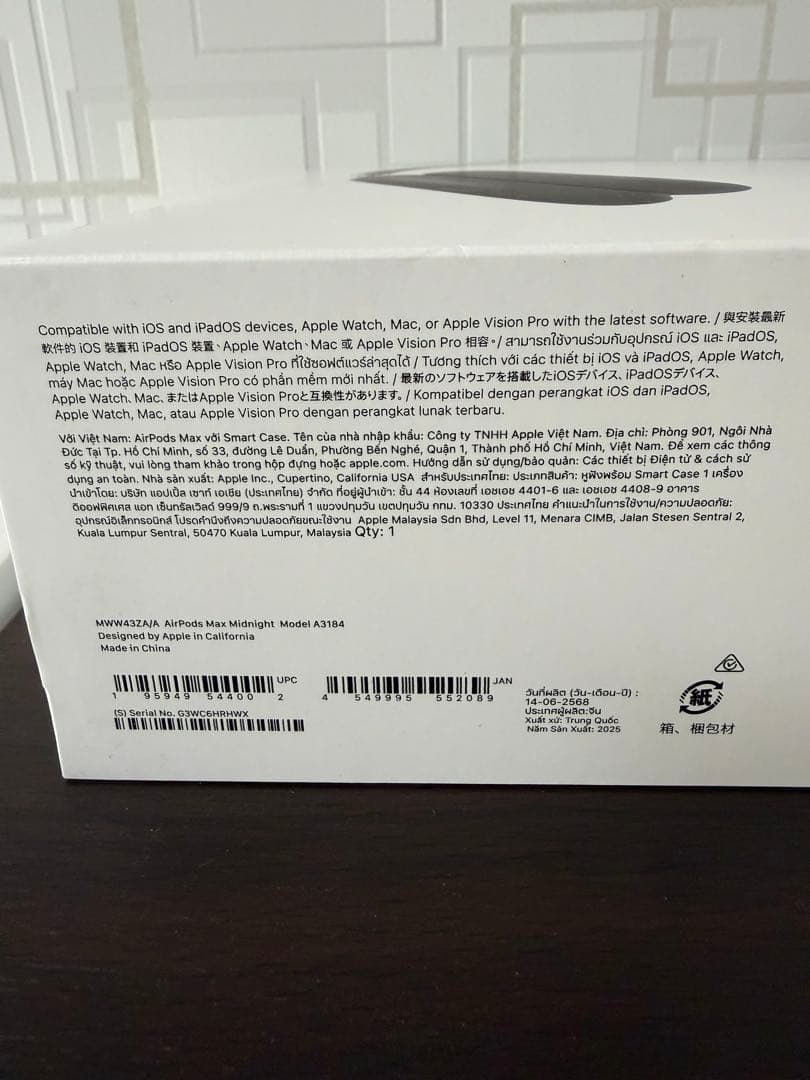 Compatible with iOS and iPadOS devices, Apple Watch, Mac, or Apple Vision Pro with the latest software. / 與安裝最新
軟件的 iOS 裝置和 iPadOS 裝置、Apple Watch、Mac 或 Apple Vision Pro 相容。/ สามารถใช้งานร่วมกับอุปกรณ์ iOS และ iPadOS,
Apple Watch, Mac หรือ Apple Vision Pro ที่ใช้ซอฟต์แวร์ล่าสุดได้ / Tương thích với các thiết bị iOS và iPadOS, Apple Watch,
máy Mac hoặc Apple Vision Pro có phần mềm mới nhất. / 最新のソフトウェアを搭載したiOSデバイス、iPadOSデバイス、
Apple Watch、Mac、またはApple Vision Proと互換性があります。/ Kompatibel dengan perangkat iOS dan iPadOS,
Apple Watch, Mac, atau Apple Vision Pro dengan perangkat lunak terbaru.
Với Việt Nam: AirPods Max với Smart Case. Tên của nhà nhập khẩu: Công ty TNHH Apple Việt Nam. Địa chỉ: Phòng 901, Ngôi Nhà
Đức Tại Tp. Hồ Chí Minh, số 33, đường Lê Duẩn, Phường Bến Nghé, Quận 1, Thành phố Hồ Chí Minh, Việt Nam. Để xem các thông
số kỹ thuật, vui lòng tham khảo trong hộp đựng hoặc apple.com. Hướng dẫn sử dụng/bảo quản: Các thiết bị Điện tử & cách sử
dụng an toàn. Nhà sản xuất: Apple Inc., Cupertino, California USA สำหรับประเทศไทย: ประเภทสินค้า: หูฟังพร้อม Smart Case 1 เครื่อง
นำเข้าโดย: บริษัท แอปเปิ้ล เซาท์ เอเชีย (ประเทศไทย) จำกัด ที่อยู่ผู้นำเข้า: ชั้น 44 ห้องเลขที่ เอชเอช 4401-6 และ เอชเอช 4408-9 อาคาร
ดิออฟฟิศเศส แอท เซ็นทรัลเวิลด์ 999/9 ถ.พระรามที่ 1 แขวงปทุมวัน เขตปทุมวัน กทม. 10330 ประเทศไทย คำแนะนำในการใช้งาน/ความปลอดภัย:
อุปกรณ์อิเล็กทรอนิกส์ โปรดคำนึงถึงความปลอดภัยขณะใช้งาน Apple Malaysia Sdn Bhd, Level 11, Menara CIMB, Jalan Stesen Sentral 2,
Kuala Lumpur Sentral, 50470 Kuala Lumpur, Malaysia Qty: 1
MWW43ZA/A AirPods Max Midnight Model A3184
Designed by Apple in California
Made in China
UPC
1 95949 54400 2
JAN
4 549995 552089
(S) Serial No. G3WC6HRHWX
วันที่ผลิต (วัน-เดือน-ปี) :
14-06-2568
ประเทศผู้ผลิต:จีน
Xuất xứ: Trung Quốc
Năm Sản Xuất: 2025
紙
箱、梱包材